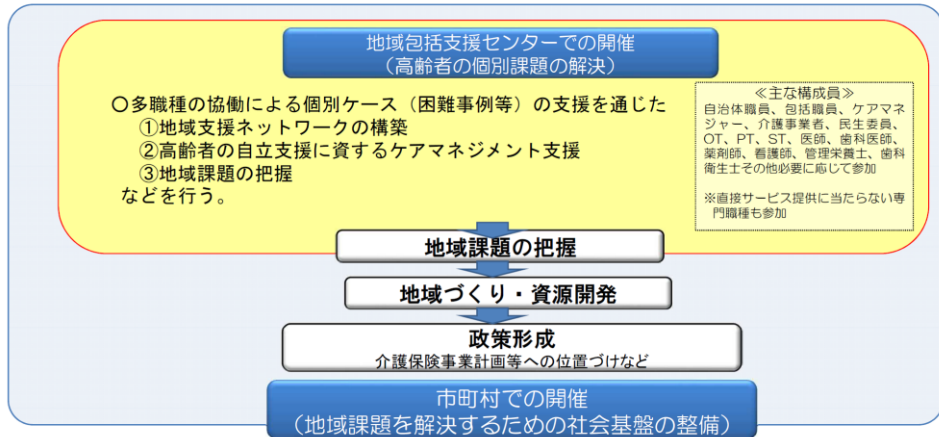 地域包括支援センターでの開催
(高齢者の個別課題の解決)
○多職種の協働による個別ケース（困難事例等）の支援を通じた
①地域支援ネットワークの構築
②高齢者の自立支援に資するケアマネジメント支援
③地域課題の把握
などを行う。
≪主な構成員≫
自治体職員、包括職員、ケアマネ
ジャー、介護事業者、民生委員、
OT、PT、ST、医師、歯科医師、
薬剤師、看護師、管理栄養士、歯科
衛生士その他必要に応じて参加
※直接サービス提供に当たらない専
門職種も参加
地域課題の把握
地域づくり・資源開発
政策形成
介護保険事業計画等への位置づけなど
市町村での開催
(地域課題を解決するための社会基盤の整備)